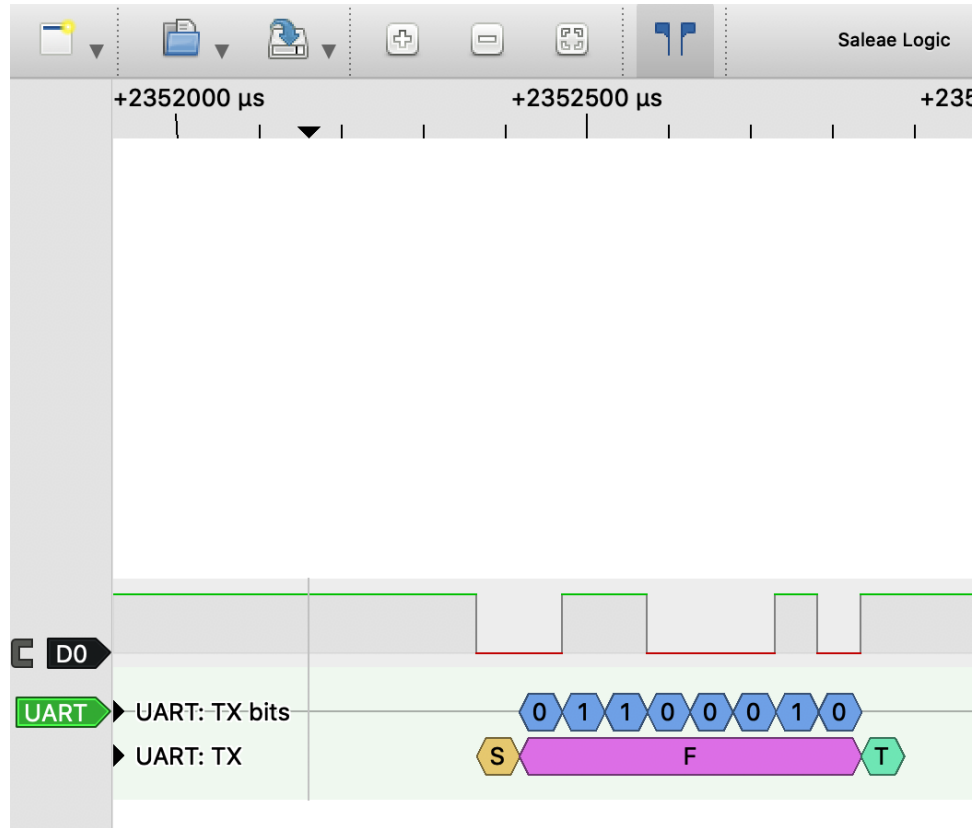 Saleae Logic
+2352000 µs +2352500 µs +235
D0
UART UART: TX bits 0 1 1 0 0 0 1 0
UART: TX S F T